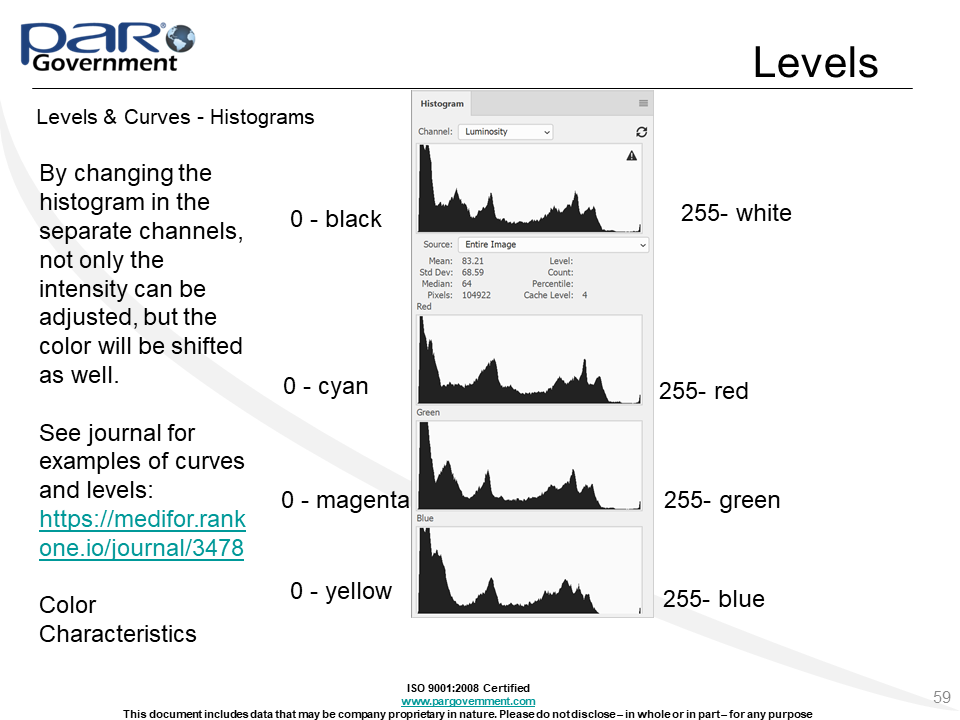 PAR®
Government
Levels
Levels & Curves - Histograms
By changing the
histogram in the
separate channels,
not only the
intensity can be
adjusted, but the
color will be shifted
as well.
See journal for
examples of curves
and levels:
https://medifor.rank
one.io/journal/3478
Color
Characteristics
Histogram
Channel: Luminosity
0 - black
255- white
Source: Entire Image
Mean: 83.21 Level:
Std Dev: 68.59 Count:
Median: 64 Percentile:
Pixels: 104922 Cache Level: 4
Red
0 - cyan
255- red
Green
0 - magenta
255- green
Blue
0 - yellow
255- blue
ISO 9001:2008 Certified
www.pargovernment.com
This document includes data that may be company proprietary in nature. Please do not disclose – in whole or in part – for any purpose
59